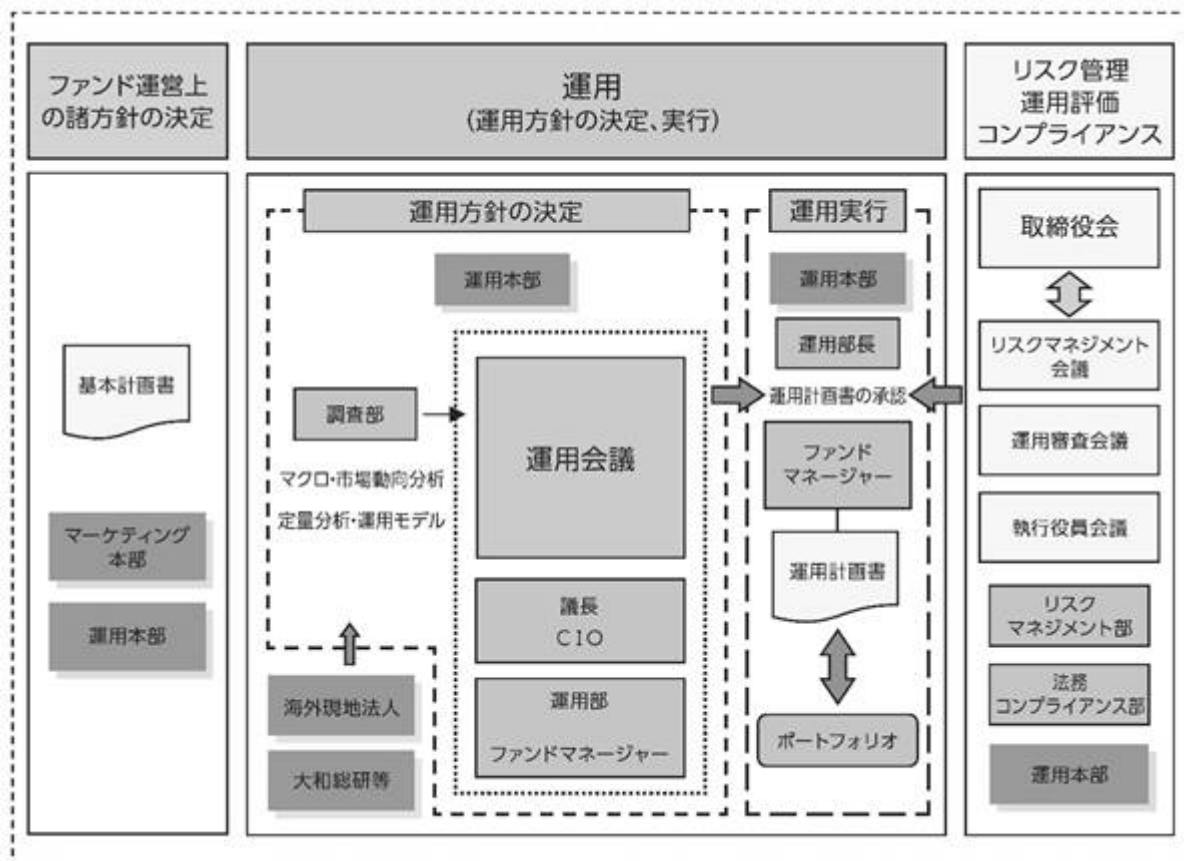 ファンド運営上
の諸方針の決定
運用
(運用方針の決定、実行)
リスク管理
運用評価
コンプライアンス
基本計画書
マーケティング
本部
運用本部
運用方針の決定
運用本部
調査部
マクロ・市場動向分析
定量分析・運用モデル
運用会議
議長
CIO
運用部
ファンドマネージャー
海外現地法人
大和総研等
運用実行
運用本部
運用部長
運用計画書の承認
ファンド
マネージャー
運用計画書
ポートフォリオ
取締役会
リスクマネジメント
会議
運用審査会議
執行役員会議
リスク
マネジメント部
法務
コンプライアンス部
運用本部